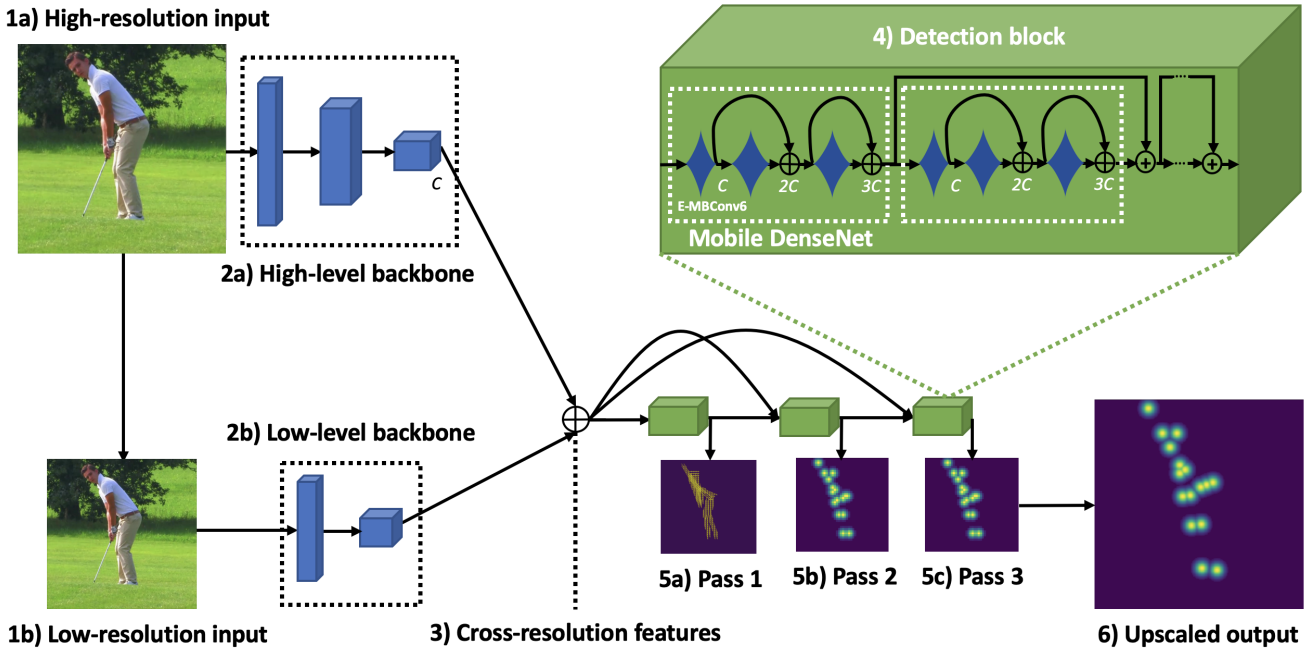 1a) High-resolution input
4) Detection block
C
C
2C
3C
C
2C
3C
E-MBConv6
Mobile DenseNet
2a) High-level backbone
2b) Low-level backbone
5a) Pass 1
5b) Pass 2
5c) Pass 3
1b) Low-resolution input
3) Cross-resolution features
6) Upscaled output